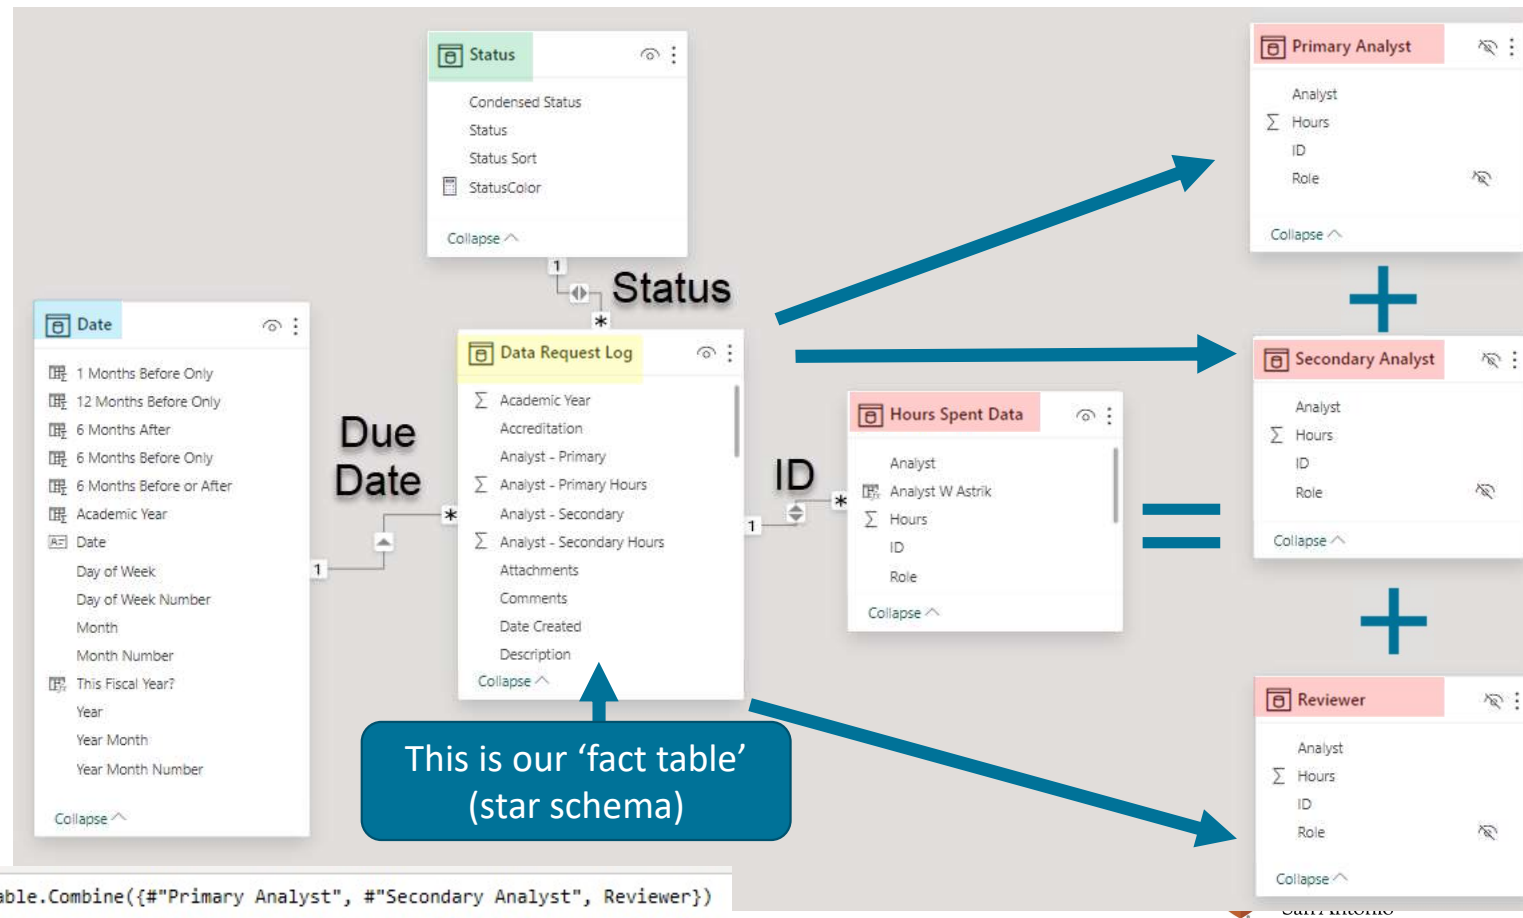 Status
Condensed Status
Status
Status Sort
StatusColor
Collapse
1
Status
*
Date
1 Months Before Only
12 Months Before Only
6 Months After
6 Months Before Only
6 Months Before or After
Academic Year
Date
Day of Week
Day of Week Number
Month
Month Number
This Fiscal Year?
Year
Year Month
Year Month Number
Collapse
Due
Date
1
*
Data Request Log
Academic Year
Accreditation
Analyst - Primary
Analyst - Primary Hours
Analyst - Secondary
Analyst - Secondary Hours
Attachments
Comments
Date Created
Description
Collapse
This is our ‘fact table’
(star schema)
ID
1
*
Hours Spent Data
Analyst
Analyst W Astrik
Hours
ID
Role
Collapse
=
Primary Analyst
Analyst
Hours
ID
Role
Collapse
+
Secondary Analyst
Analyst
Hours
ID
Role
Collapse
+
Reviewer
Analyst
Hours
ID
Role
Collapse
able.Combine({#"Primary Analyst", #"Secondary Analyst", Reviewer})
San Antonio